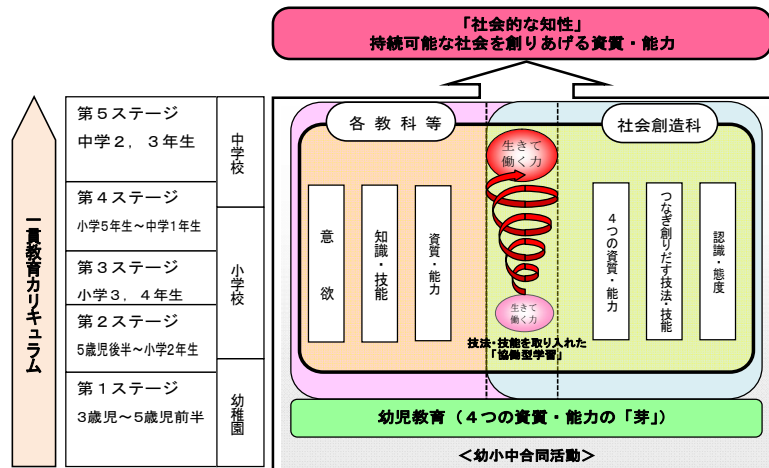 「社会的な知性」
持続可能な社会を創りあげる資質・能力
一貫教育カリキュラム
第５ステージ
中学２，３年生
第４ステージ
小学5年生～中学1年生
第３ステージ
小学３，４年生
第２ステージ
5歳児後半～小学2年生
第１ステージ
３歳児～５歳児前半
中学校
小学校
幼稚園
各教科等
社会創造科
生きて
働く力
意欲
知識・技能
資質・能力
４つの資質・能力
つなぎ創りだす技法・技能
認識・態度
生きて
働く力
技法・技能を取り入れた
「協働型学習」
幼児教育（４つの資質・能力の「芽」）
＜幼小中合同活動＞